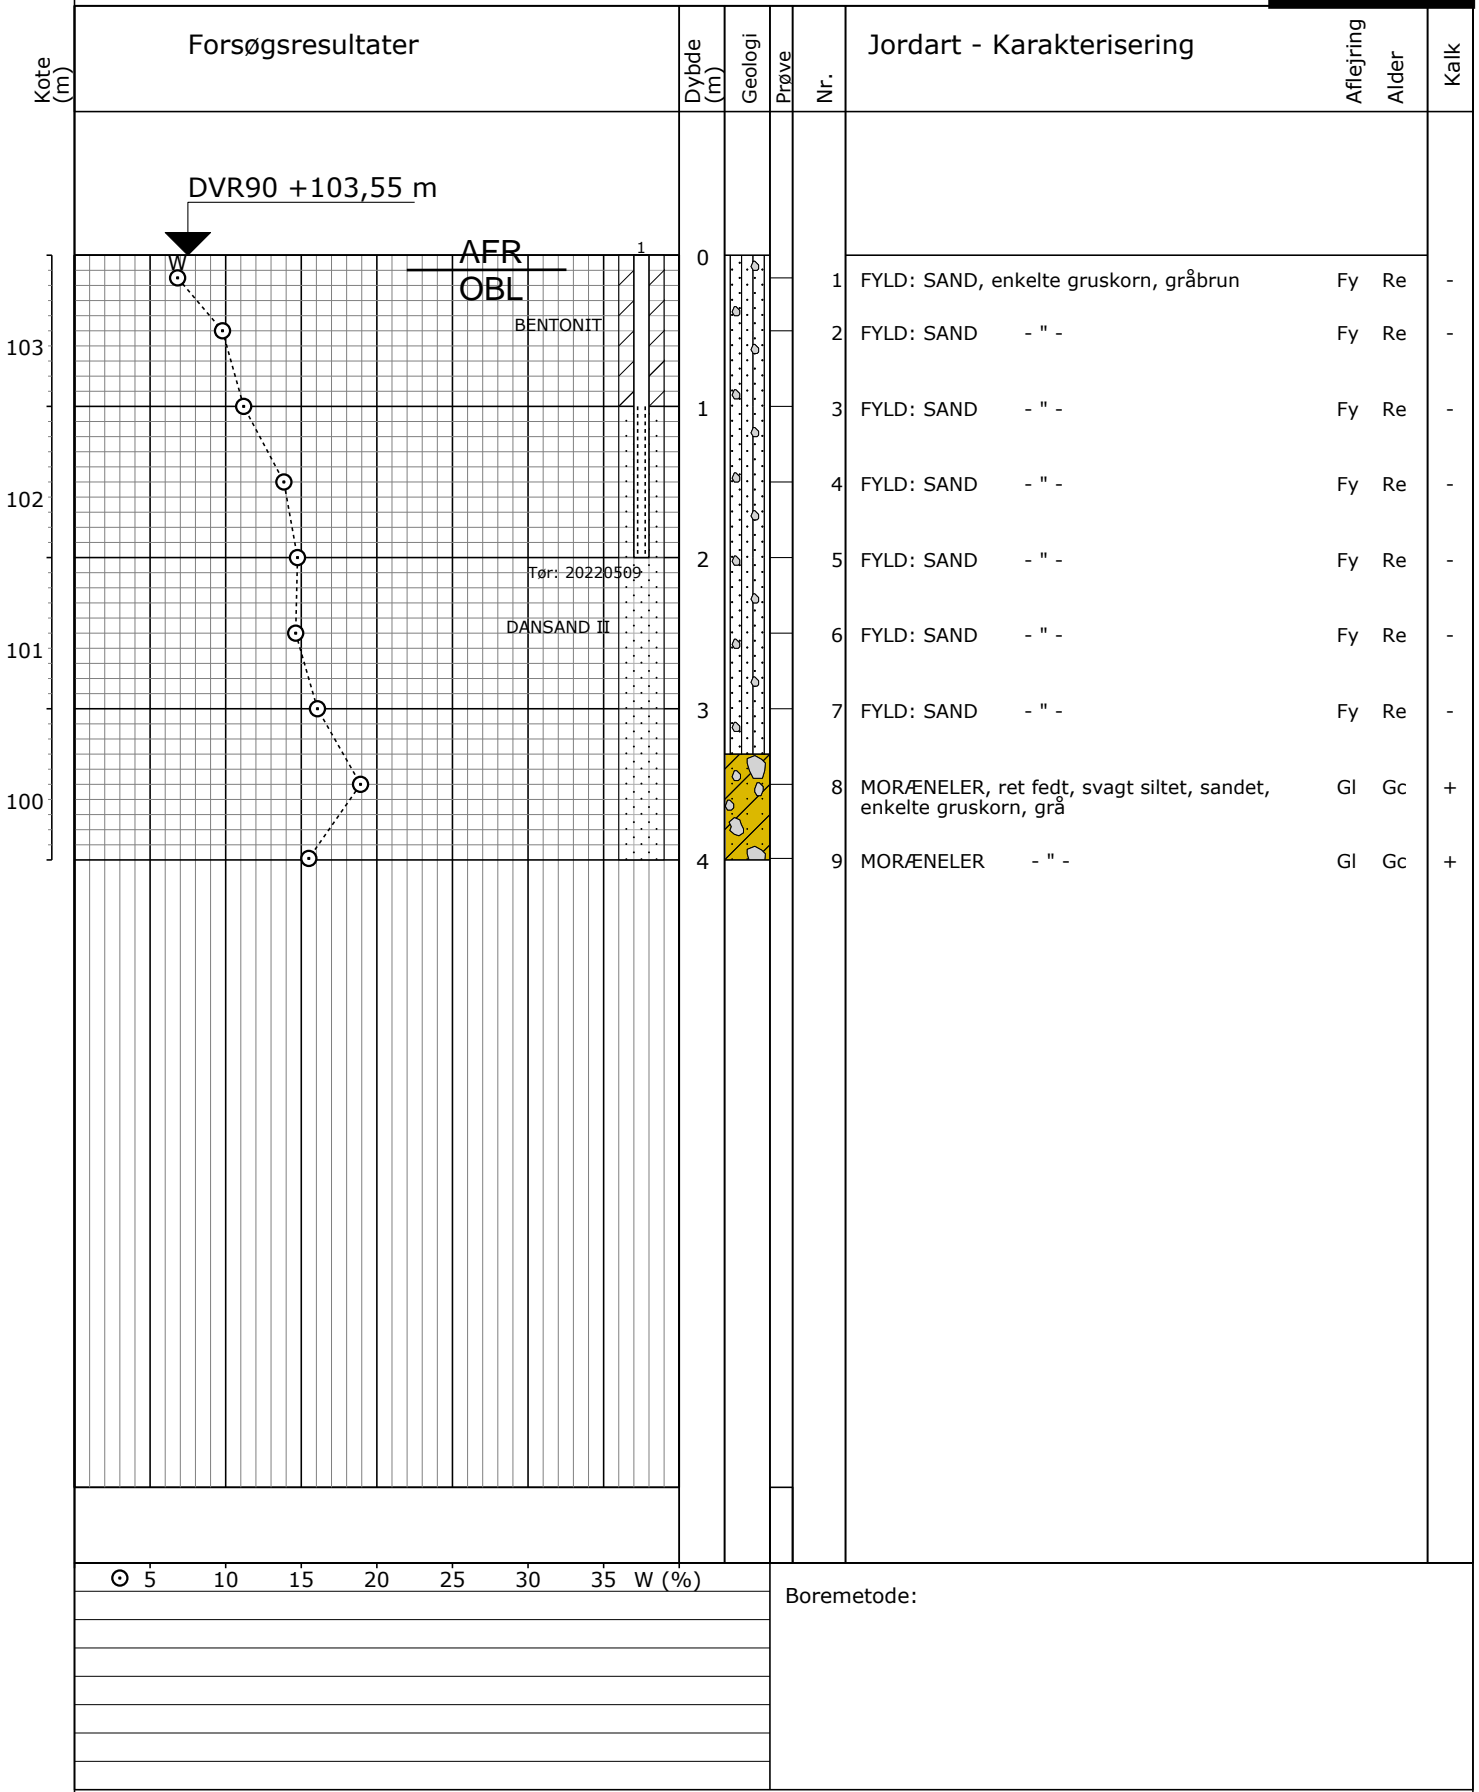 Kote (m)
Forsøgsresultater
Dybde (m)
Geologi
Prøve
Nr.
Jordart - Karakterisering
Aflejring
Alder
Kalk
DVR90 +103,55 m
W
AFR
OBL
1
0
1 FYLD: SAND, enkelte gruskorn, gråbrun Fy Re -
BENTONIT
2 FYLD: SAND - " - Fy Re -
103
1
3 FYLD: SAND - " - Fy Re -
4 FYLD: SAND - " - Fy Re -
102
2
5 FYLD: SAND - " - Fy Re -
Tør: 20220509
DANSAND II
6 FYLD: SAND - " - Fy Re -
101
3
7 FYLD: SAND - " - Fy Re -
8 MORÆNELER, ret fedt, svagt siltet, sandet, Gl Gc +
enkelte gruskorn, grå
100
4
9 MORÆNELER - " - Gl Gc +
5 10 15 20 25 30 35 W (%)
Boremetode: